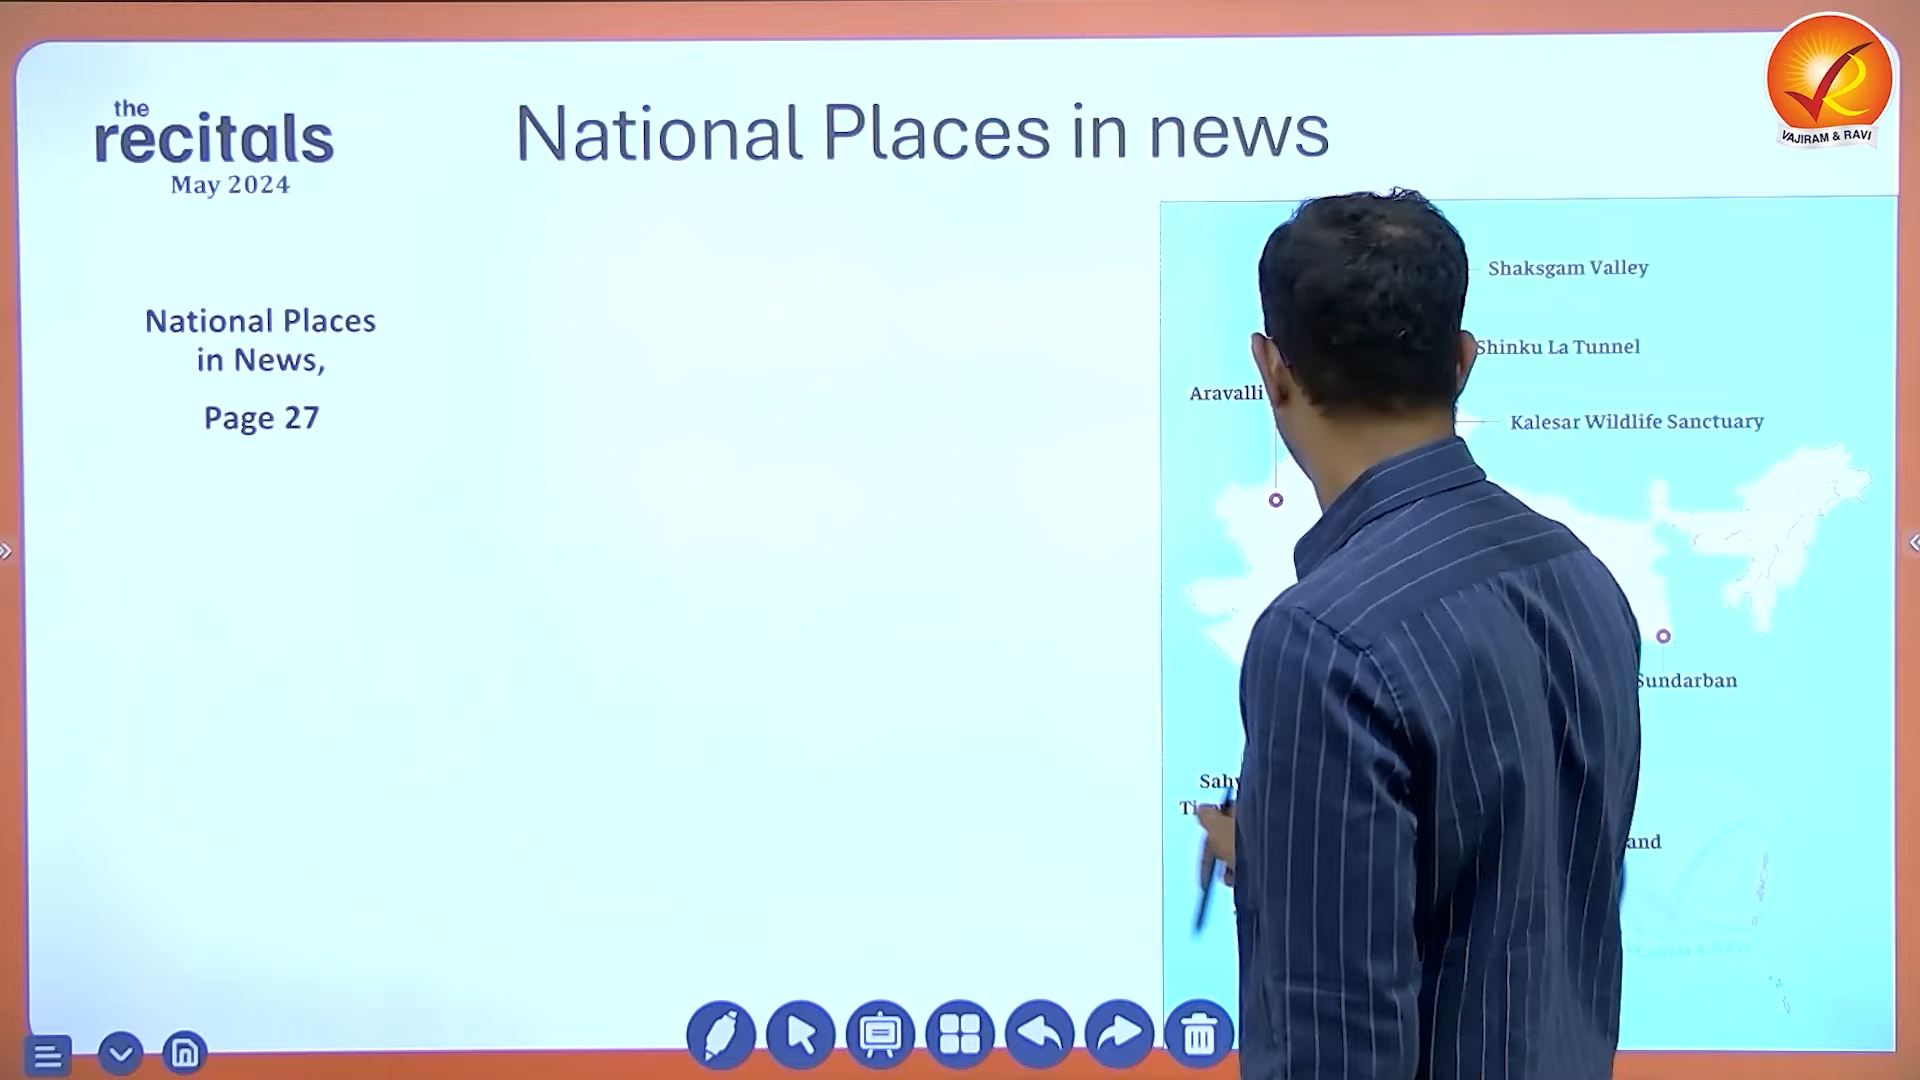 the
recitals
May 2024
National Places in news
VAJIRAM & RAVI
National Places
in News,
Page 27
Shaksgam Valley
Shinku La Tunnel
Aravalli
Kalesar Wildlife Sanctuary
Sundarban